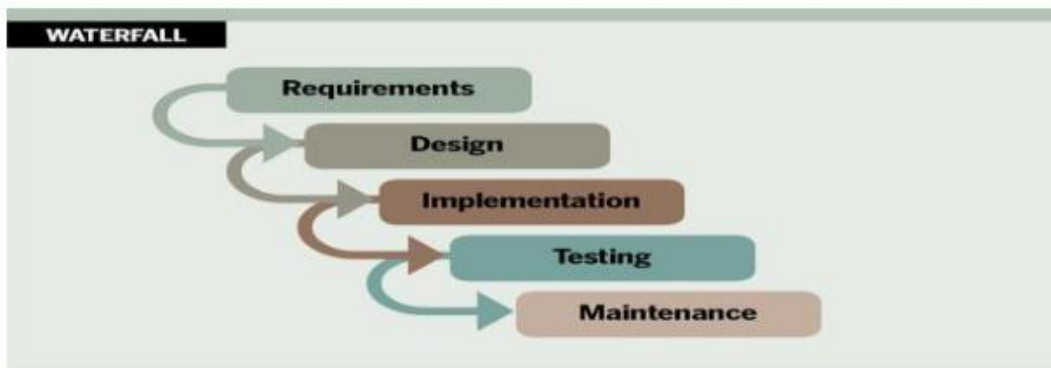 WATERFALL
Requirements
Design
Implementation
Testing
Maintenance